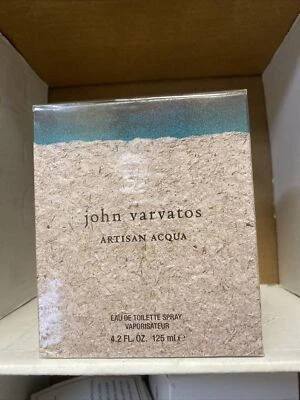 john varvatos
ARTISAN ACQUA
EAU DE TOILETTE SPRAY
VAPORISATEUR
4.2 FL. OZ. 125 ml e